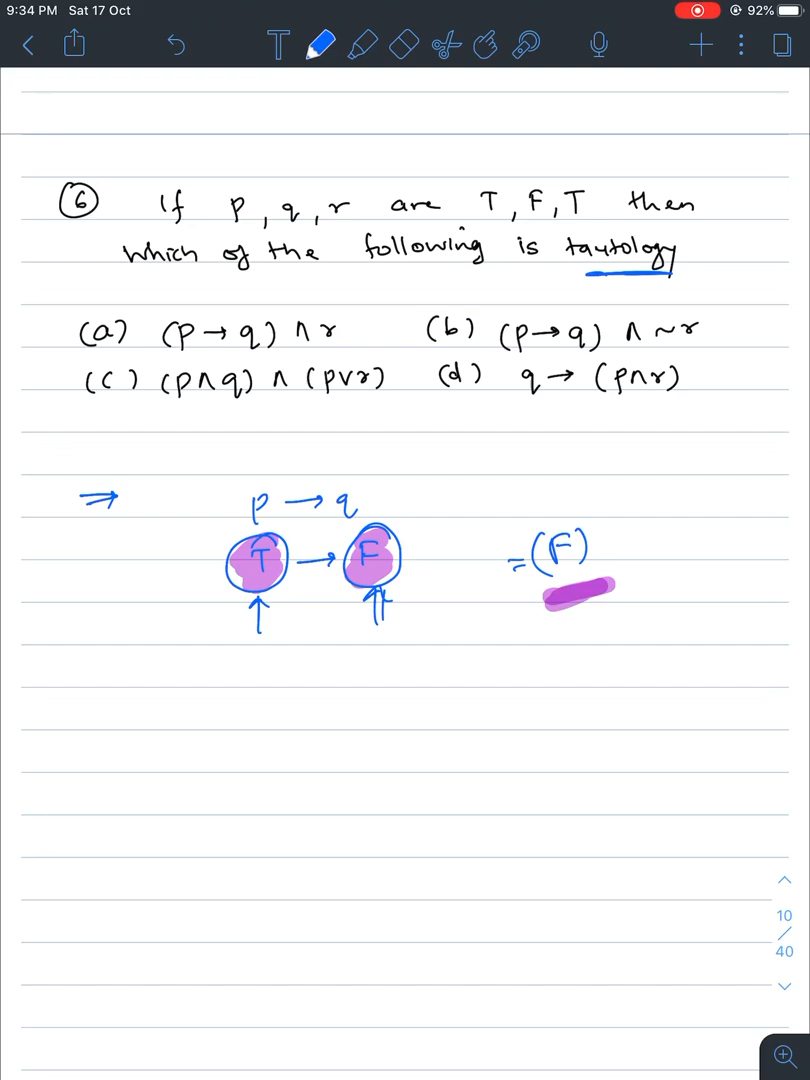 9:34 PM Sat 17 Oct 92%
⑥ If p, q, r are T, F, T then
which of the following is tautology
(a) (p → q) ∧ r (b) (p → q) ∧ ~r
(c) (p ∧ q) ∧ (p ∨ r) (d) q → (p ∧ r)
⇒ p → q
T → F = (F)
10
/
40